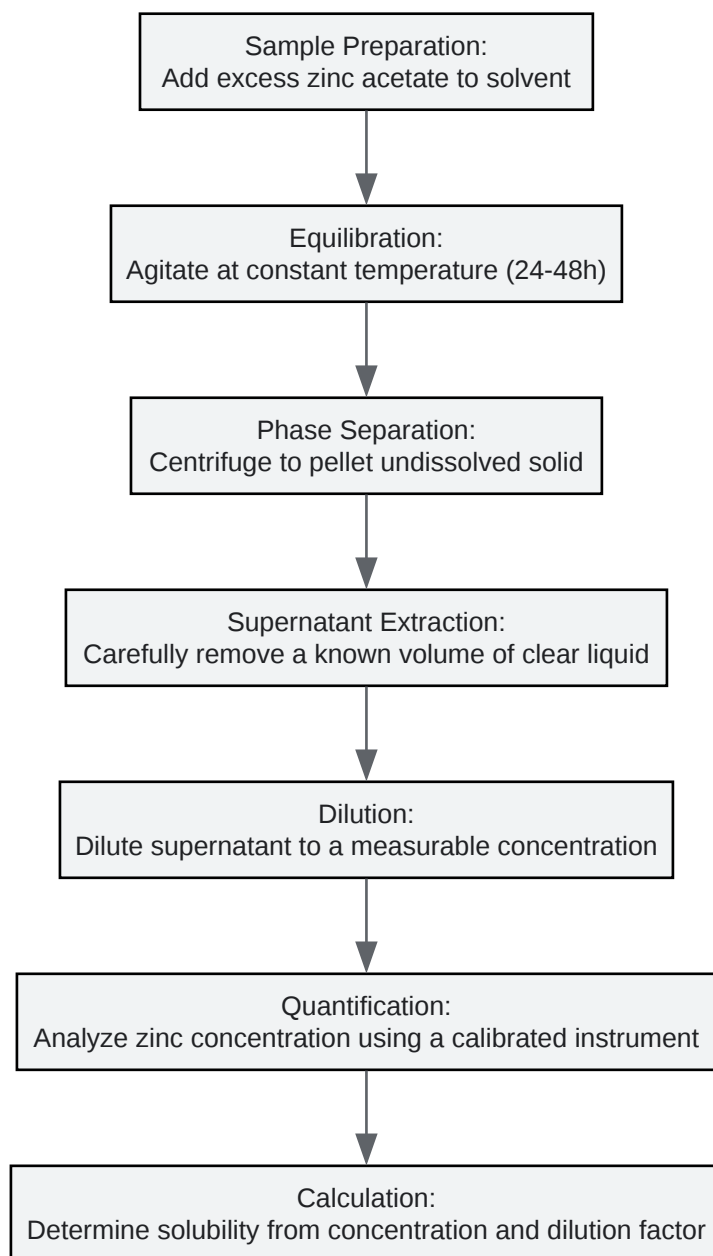 Sample Preparation:
Add excess zinc acetate to solvent
Equilibration:
Agitate at constant temperature (24-48h)
Phase Separation:
Centrifuge to pellet undissolved solid
Supernatant Extraction:
Carefully remove a known volume of clear liquid
Dilution:
Dilute supernatant to a measurable concentration
Quantification:
Analyze zinc concentration using a calibrated instrument
Calculation:
Determine solubility from concentration and dilution factor